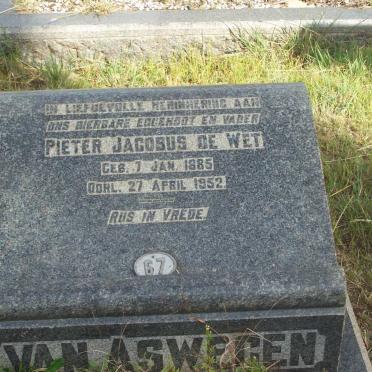 IN LIEFDEVOLLE HERINNERING AAN
ONS DIERBARE EGGENOOT EN VADER
PIETER JACOBUS DE WET
GEB. 7 JAN. 1885
OORL. 27 APRIL 1952.
RUS IN VREDE.
67
VAN ASWEGEN